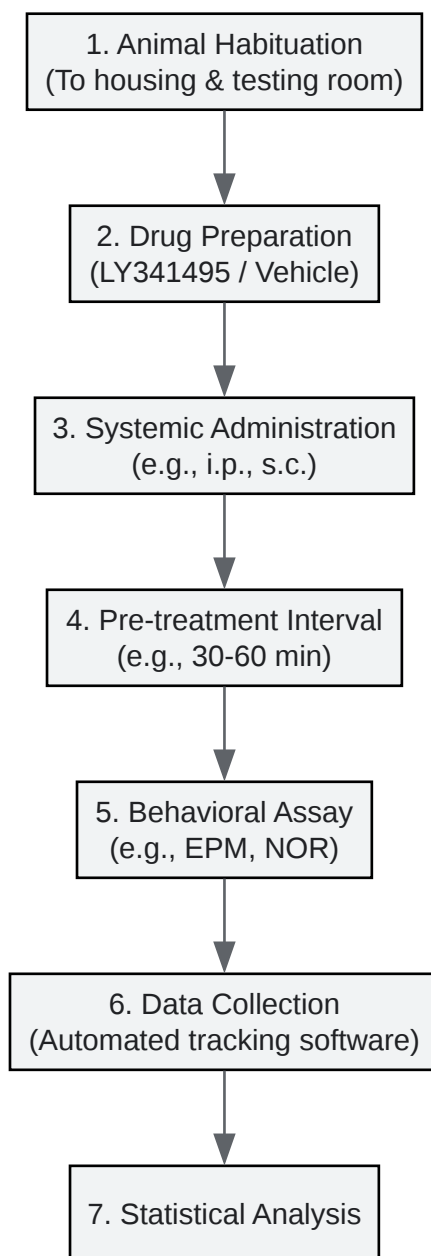 1. Animal Habituation
(To housing & testing room)
2. Drug Preparation
(LY341495 / Vehicle)
3. Systemic Administration
(e.g., i.p., s.c.)
4. Pre-treatment Interval
(e.g., 30-60 min)
5. Behavioral Assay
(e.g., EPM, NOR)
6. Data Collection
(Automated tracking software)
7. Statistical Analysis